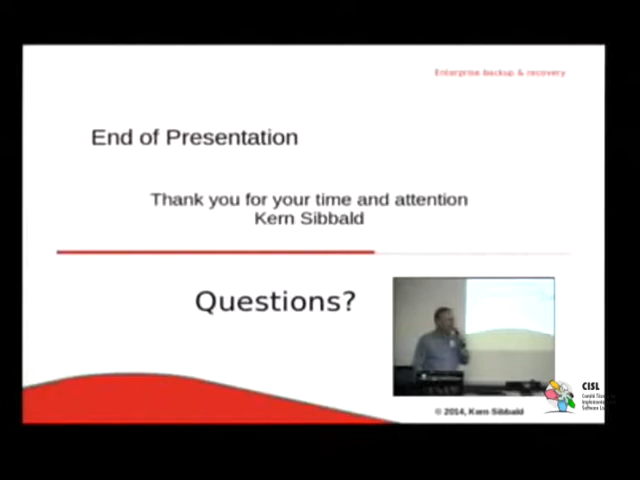 Enterprise backup & recovery
End of Presentation
Thank you for your time and attention
Kern Sibbald
Questions?
CISL
© 2014, Kern Sibbald